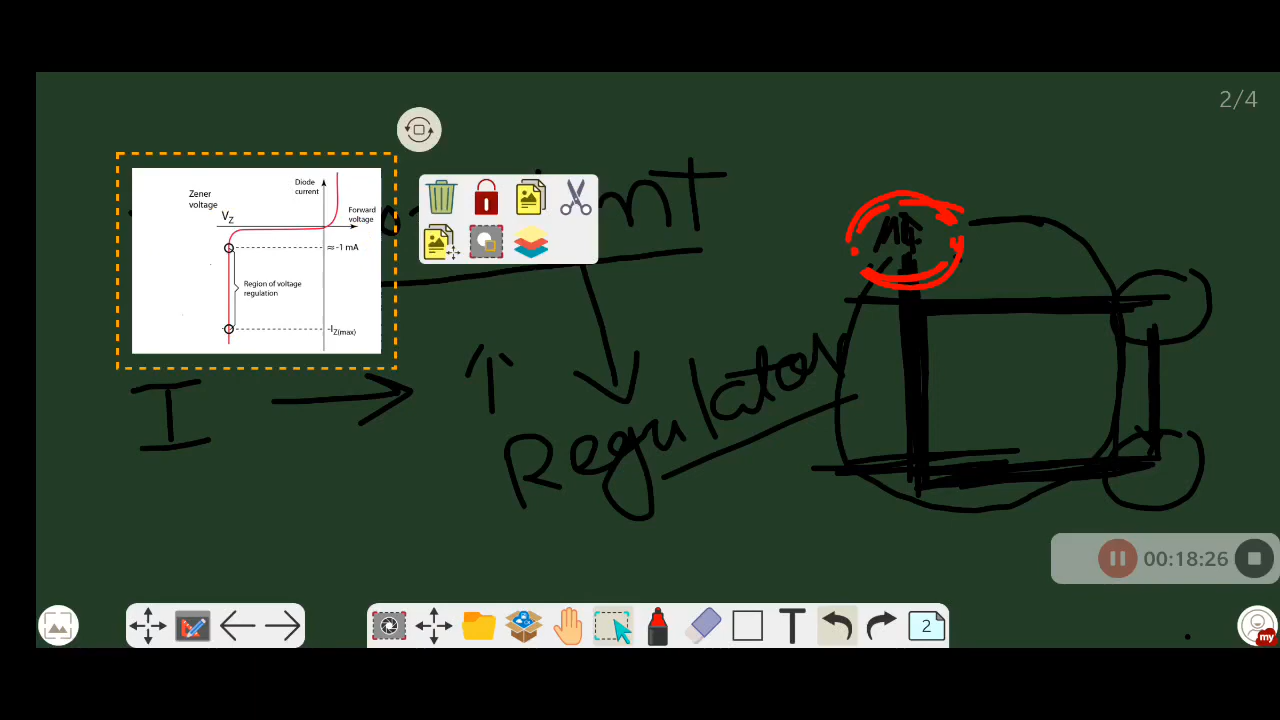 2/4
Diode
current
Zener
voltage
VZ
Forward
voltage
≈ -1 mA
Region of voltage
regulation
-IZ(max)
I → ↑
Regulator
00:18:26
T
2
my